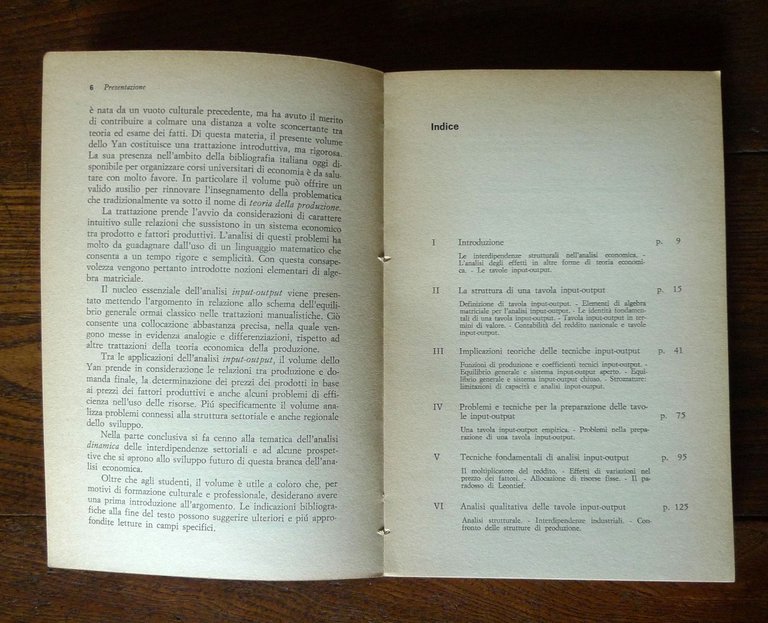 6 Presentazione
è nata da un vuoto culturale precedente, ma ha avuto il merito
di contribuire a colmare una distanza a volte sconcertante tra
teoria ed esame dei fatti. Di questa materia, il presente volume
dello Yan costituisce una trattazione introduttiva, ma rigorosa.
La sua presenza nell'ambito della bibliografia italiana oggi di-
sponibile per organizzare corsi universitari di economia è da salu-
tare con molto favore. In particolare il volume può offrire un
valido ausilio per rinnovare l'insegnamento della problematica
che tradizionalmente va sotto il nome di teoria della produzione.
La trattazione prende l'avvio da considerazioni di carattere
intuitivo sulle relazioni che sussistono in un sistema economico
tra prodotto e fattori produttivi. L'analisi di questi problemi ha
molto da guadagnare dall'uso di un linguaggio matematico che
consenta a un tempo rigore e semplicità. Con questa consape-
volezza vengono pertanto introdotte nozioni elementari di alge-
bra matriciale.
Il nucleo essenziale dell'analisi input-output viene presen-
tato mettendo l'argomento in relazione allo schema dell'equili-
brio generale ormai classico nelle trattazioni manualistiche. Ciò
consente una collocazione abbastanza precisa, nella quale ven-
gono messe in evidenza analogie e differenziazioni, rispetto ad
altre trattazioni della teoria economica della produzione.
Tra le applicazioni dell'analisi input-output, il volume dello
Yan prende in considerazione le relazioni tra produzione e do-
manda finale, la determinazione dei prezzi dei prodotti in base
ai prezzi dei fattori produttivi e anche alcuni problemi di effi-
cienza nell'uso delle risorse. Piú specificamente il volume ana-
lizza problemi connessi alla struttura settoriale e anche regionale
dello sviluppo.
Nella parte conclusiva si fa cenno alla tematica dell'analisi
dinamica delle interdipendenze settoriali e ad alcune prospet-
tive che si aprono allo sviluppo futuro di questa branca dell'ana-
lisi economica.
Oltre che agli studenti, il volume è utile a coloro che, per
motivi di formazione culturale e professionale, desiderano avere
una prima introduzione all'argomento. Le indicazioni bibliogra-
fiche alla fine del testo possono suggerire ulteriori e piú appro-
fondite letture in campi specifici.
Indice
I Introduzione p. 9
Le interdipendenze strutturali nell'analisi economica. -
L'analisi degli effetti in altre forme di teoria economi-
ca. - Le tavole input-output.
II La struttura di una tavola input-output p. 15
Definizione di tavola input-output. - Elementi di algebra
matriciale per l'analisi input-output. - Le identità fondamen-
tali di una tavola input-output. - Tavola input-output in ter-
mini di valore. - Contabilità del reddito nazionale e tavole
input-output.
III Implicazioni teoriche delle tecniche input-output p. 41
Funzioni di produzione e coefficienti tecnici input-output. -
Equilibrio generale e sistema input-output aperto. - Equi-
librio generale e sistema input-output chiuso. - Strozzature:
limitazioni di capacità e analisi input-output.
IV Problemi e tecniche per la preparazione delle tavo-
le input-output p. 75
Una tavola input-output empirica. - Problemi nella prepa-
razione di una tavola input-output.
V Tecniche fondamentali di analisi input-output p. 95
Il moltiplicatore del reddito. - Effetti di variazioni nel
prezzo dei fattori. - Allocazione di risorse fisse. - Il pa-
radosso di Leontief.
VI Analisi qualitativa delle tavole input-output p. 125
Analisi strutturale. - Interdipendenze industriali. - Con-
fronto delle strutture di produzione.